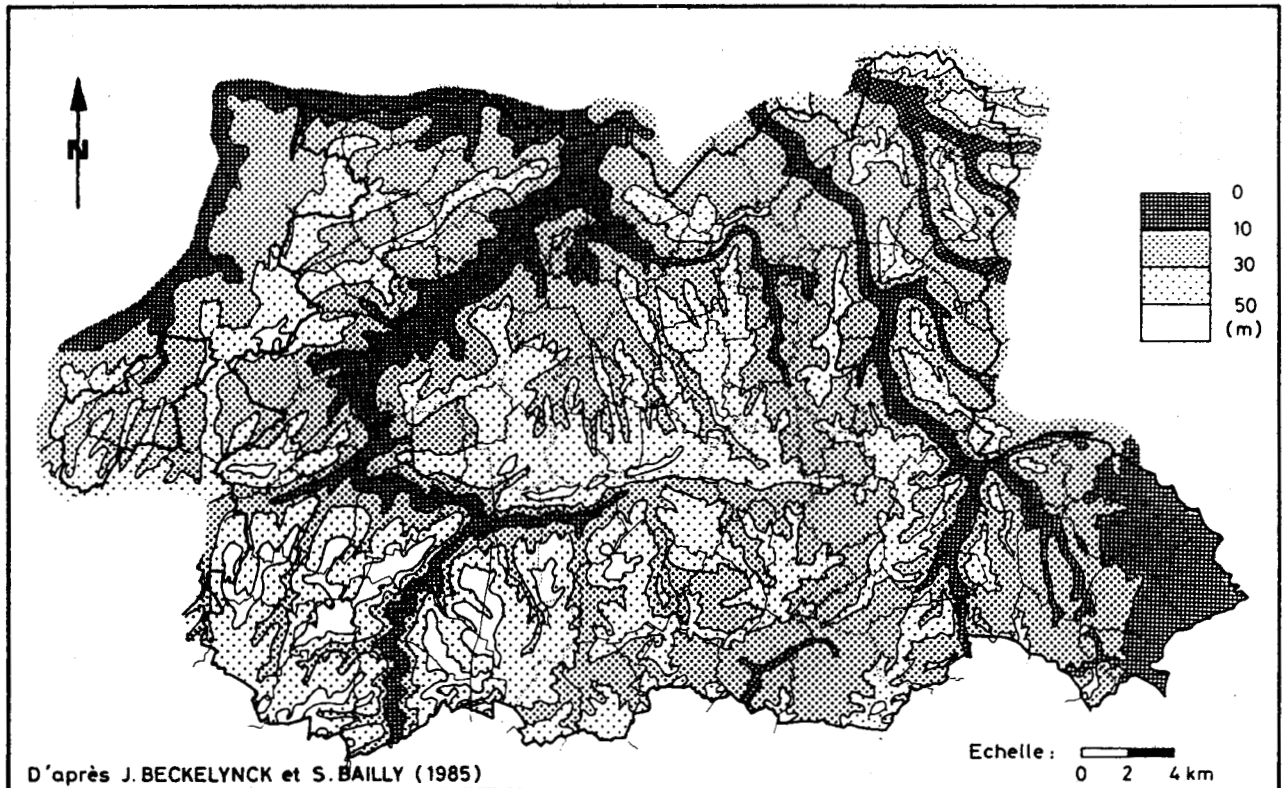 N
0
10
30
50
(m)
Echelle :
0 2 4 km
D'après J. BECKELYNCK et S. BAILLY (1985)